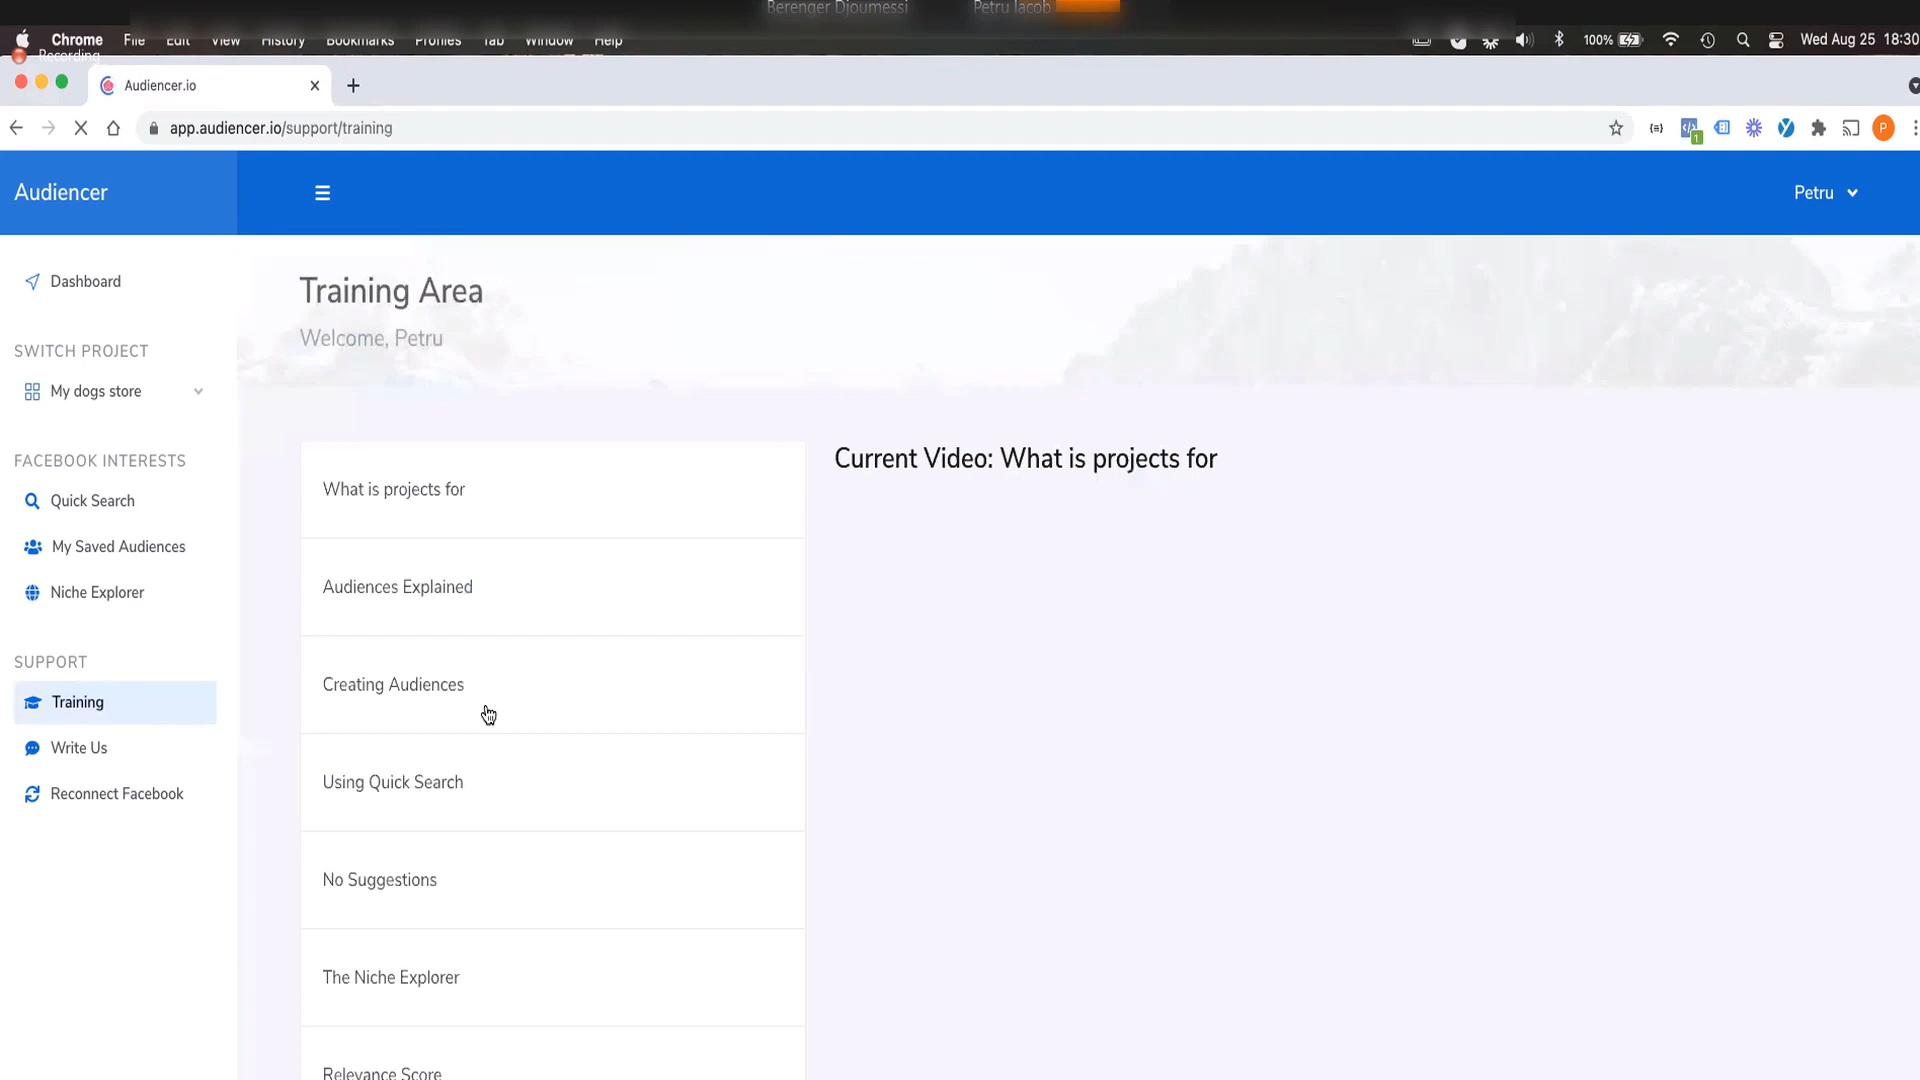 Berenger Djoumessi Petru Iacob
Chrome File Edit View History Bookmarks Profiles Tab Window Help 100% Wed Aug 25 18:30
Recording
Audiencer.io
app.audiencer.io/support/training
1
P
Audiencer
Petru
Dashboard
SWITCH PROJECT
My dogs store
FACEBOOK INTERESTS
Quick Search
My Saved Audiences
Niche Explorer
SUPPORT
Training
Write Us
Reconnect Facebook
Training Area
Welcome, Petru
What is projects for
Audiences Explained
Creating Audiences
Using Quick Search
No Suggestions
The Niche Explorer
Relevance Score
Current Video: What is projects for